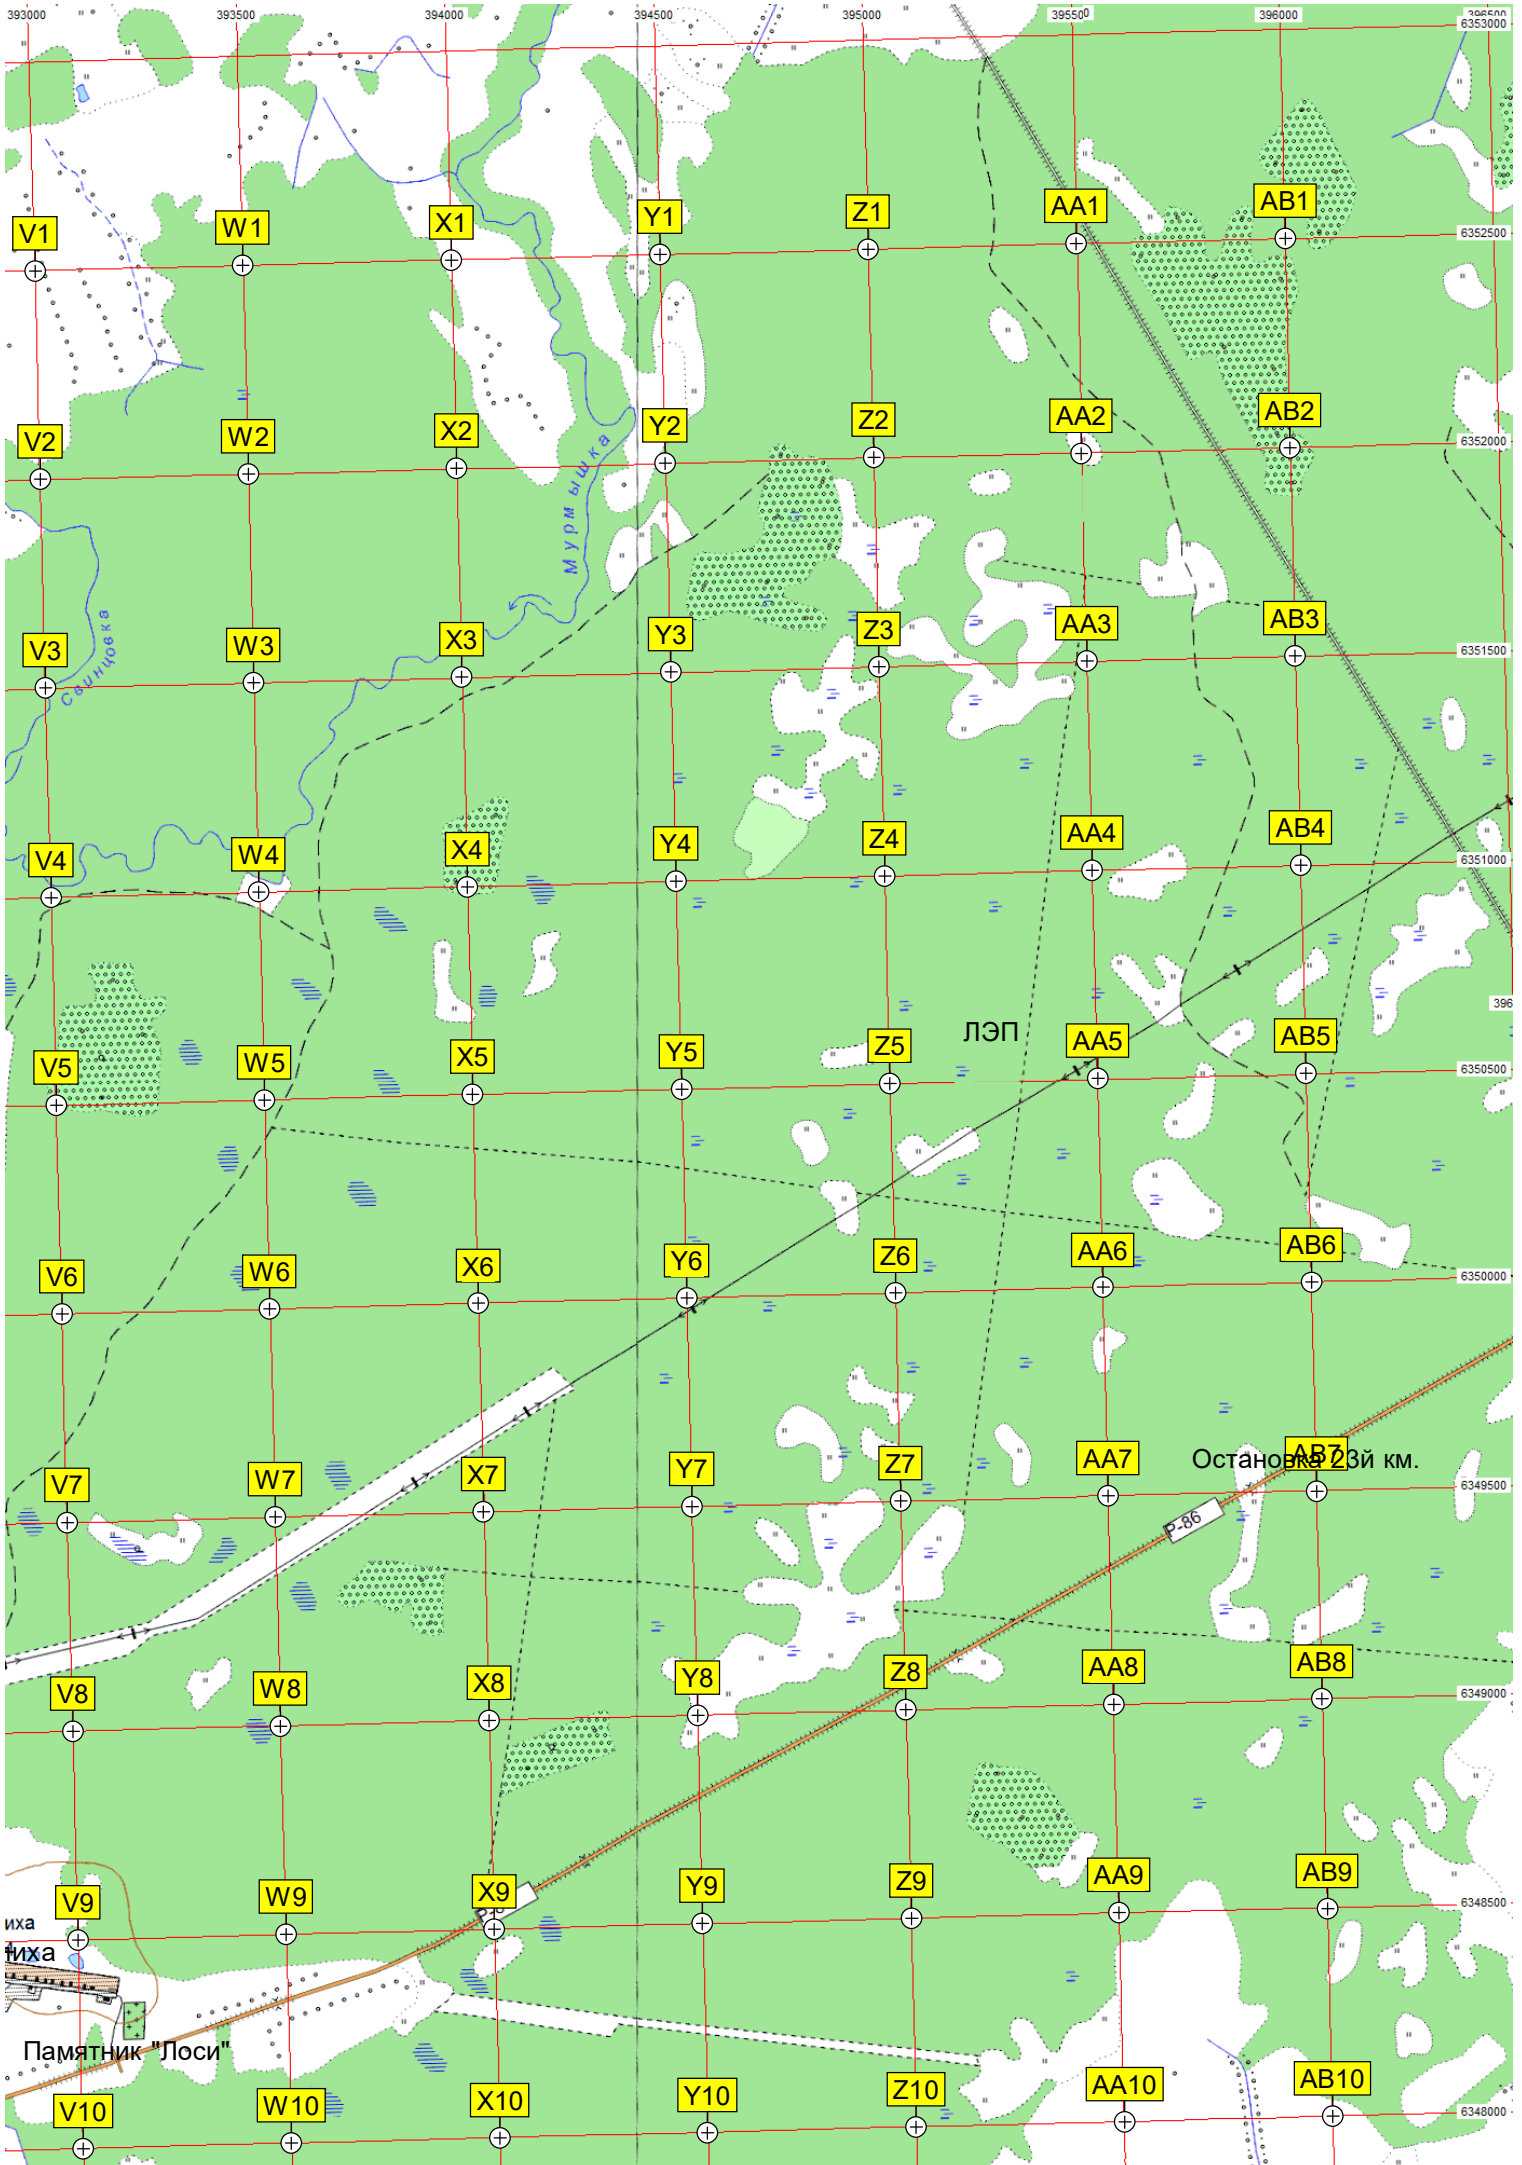 393000 393500 394000 394500 395000 395500 396000 396500
6353000
V1 W1 X1 Y1 Z1 AA1 AB1
6352500
V2 W2 X2 Y2 Z2 AA2 AB2
6352000
Мурмышка
V3 W3 X3 Y3 Z3 AA3 AB3
6351500
Свинцовка
V4 W4 X4 Y4 Z4 AA4 AB4
6351000
396
ЛЭП
V5 W5 X5 Y5 Z5 AA5 AB5
6350500
V6 W6 X6 Y6 Z6 AA6 AB6
6350000
V7 W7 X7 Y7 Z7 AA7 AB7
Остановка 23й км.
6349500
Р-86
V8 W8 X8 Y8 Z8 AA8 AB8
6349000
V9 W9 X9 Y9 Z9 AA9 AB9
6348500
иха
Памятник "Лоси"
V10 W10 X10 Y10 Z10 AA10 AB10
6348000